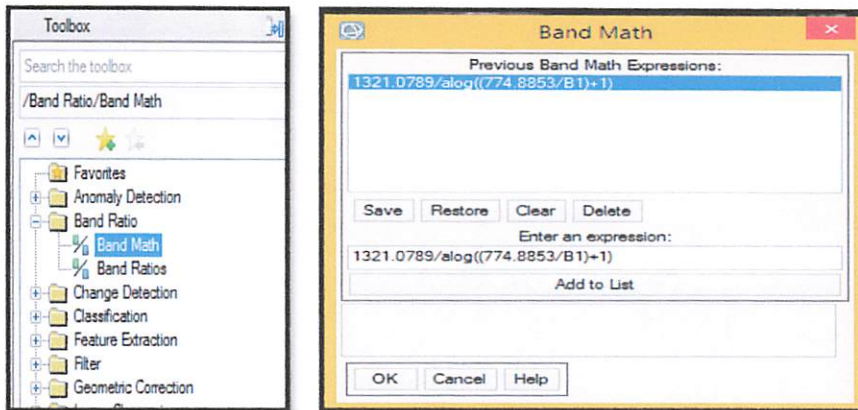 Toolbox
Search the toolbox
/Band Ratio/Band Math
Favorites
Anomaly Detection
Band Ratio
Band Math
Band Ratios
Change Detection
Classification
Feature Extraction
Filter
Geometric Correction
Band Math
Previous Band Math Expressions:
1321.0789/alog((774.8853/B1)+1)
Save Restore Clear Delete
Enter an expression:
1321.0789/alog((774.8853/B1)+1)
Add to List
OK Cancel Help